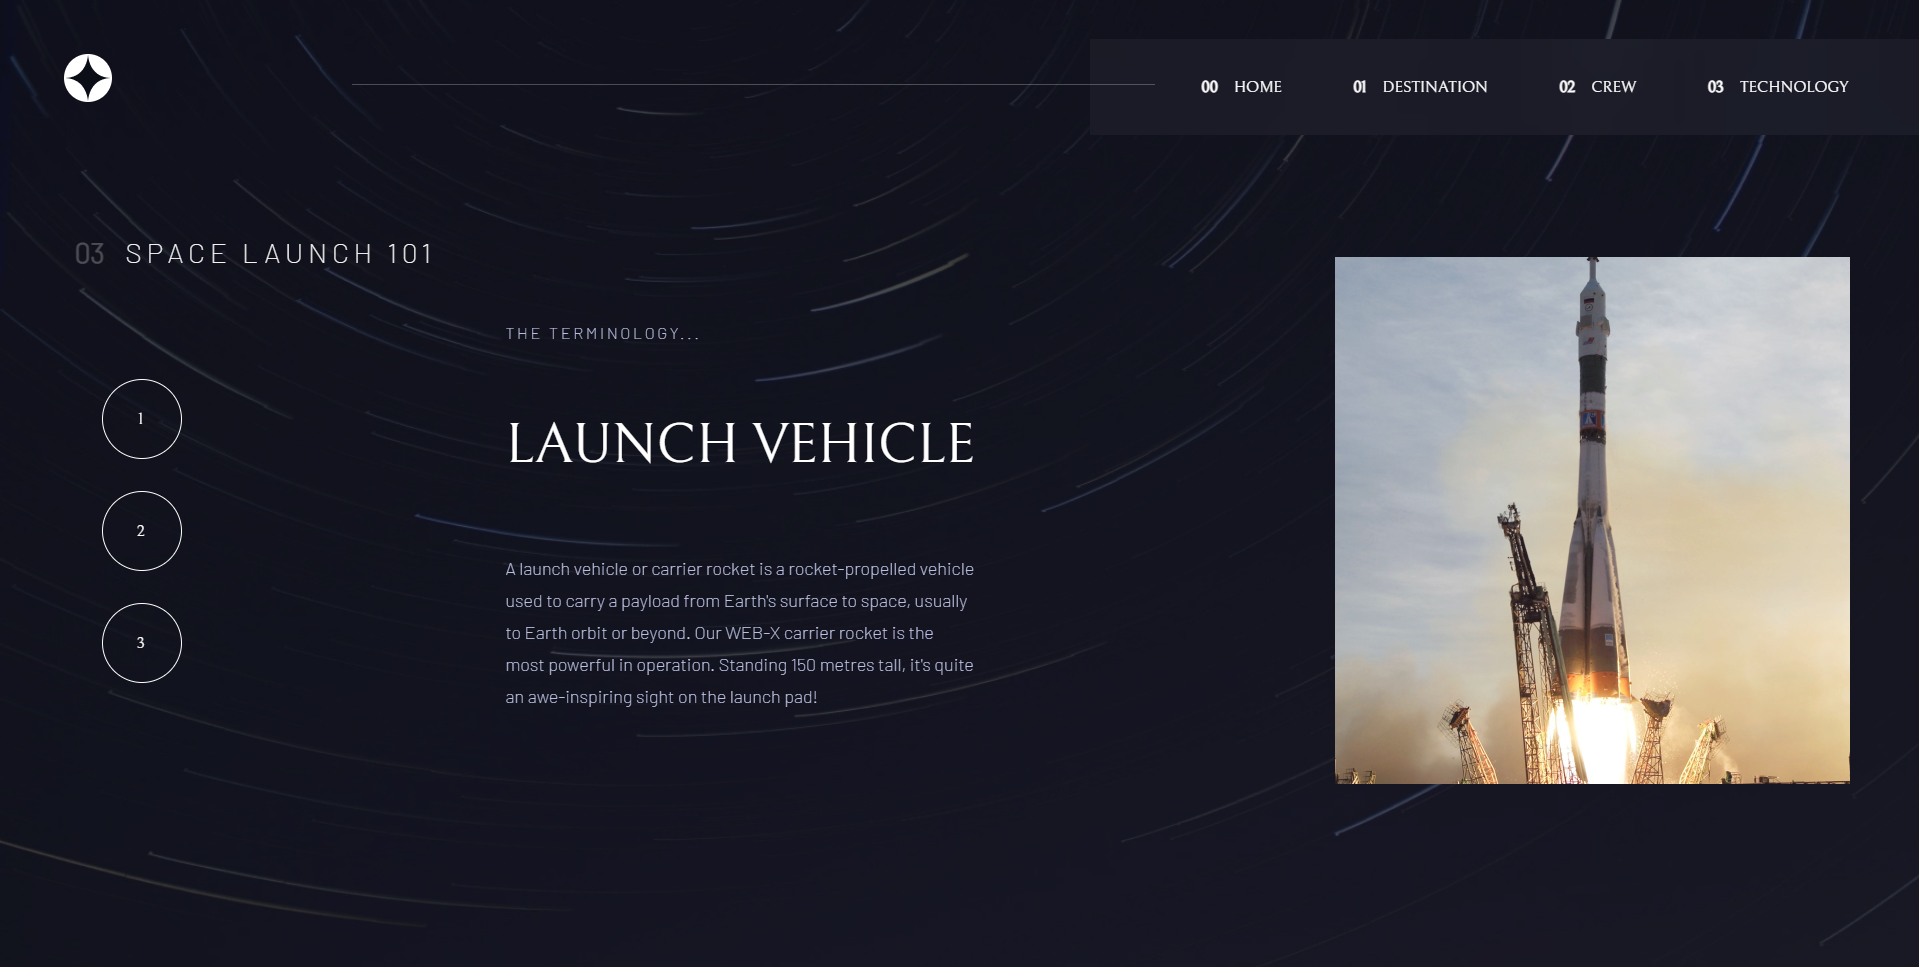 00 HOME 01 DESTINATION 02 CREW 03 TECHNOLOGY
03 SPACE LAUNCH 101
THE TERMINOLOGY...
1
2
3
LAUNCH VEHICLE
A launch vehicle or carrier rocket is a rocket-propelled vehicle
used to carry a payload from Earth's surface to space, usually
to Earth orbit or beyond. Our WEB-X carrier rocket is the
most powerful in operation. Standing 150 metres tall, it's quite
an awe-inspiring sight on the launch pad!